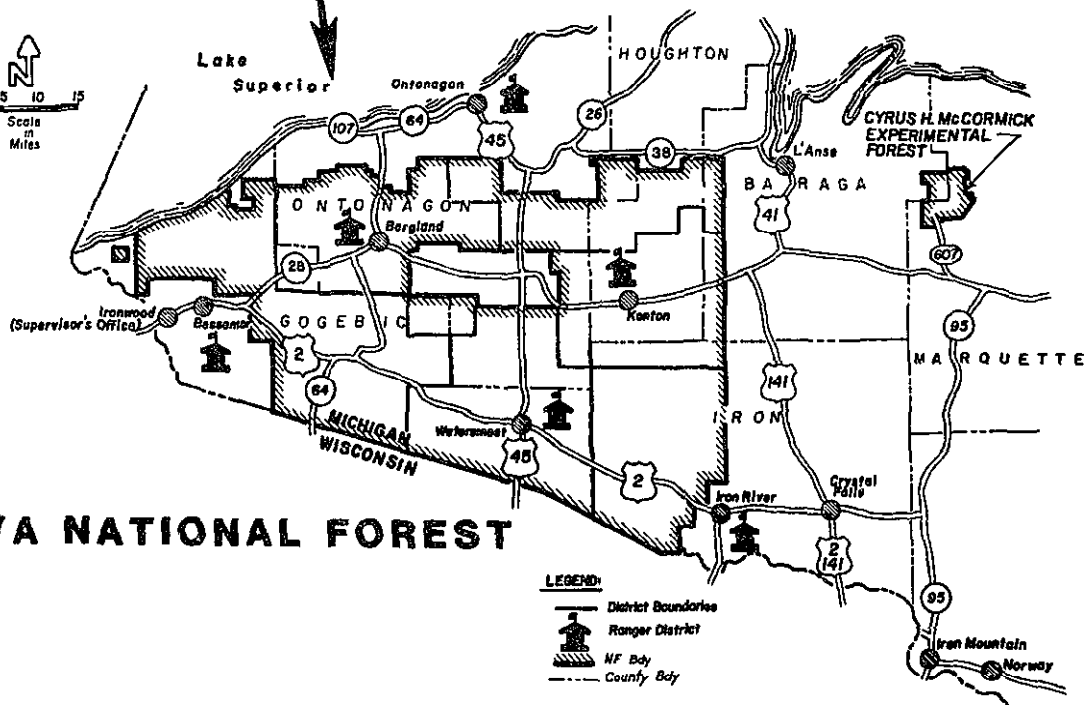 N
5 10 15
Scale
in
Miles
Lake
Superior
Ontonagon
HOUGHTON
107
64
45
26
38
L'Anse
CYRUS H. McCORMICK
EXPERIMENTAL
FOREST
BARAGA
41
ONTONAGON
Bergland
28
607
Kenton
Ironwood
(Supervisor's Office)
Bessemer
GOGEBIC
2
64
95
MARQUETTE
141
IRON
MICHIGAN
WISCONSIN
Watersmeet
45
2
Iron River
Crystal
Falls
2
141
VA NATIONAL FOREST
95
Iron Mountain
Norway
LEGEND:
District Boundaries
Ranger District
NF Bdy
County Bdy